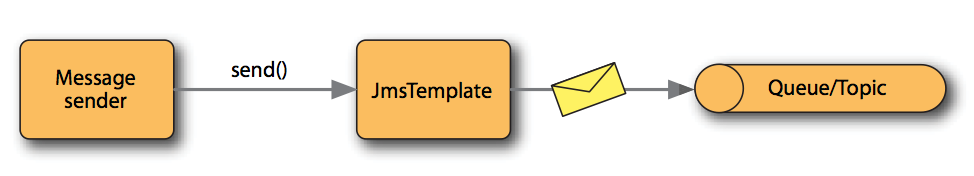 Message
sender
send()
JmsTemplate
Queue/Topic